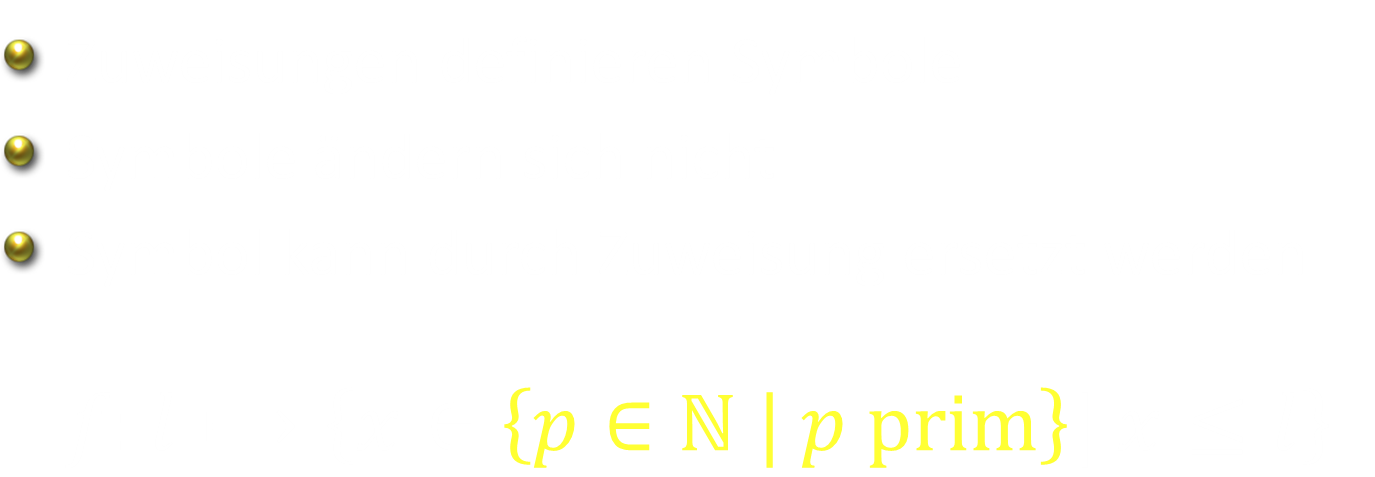 {p ∈ ℕ | p prim}